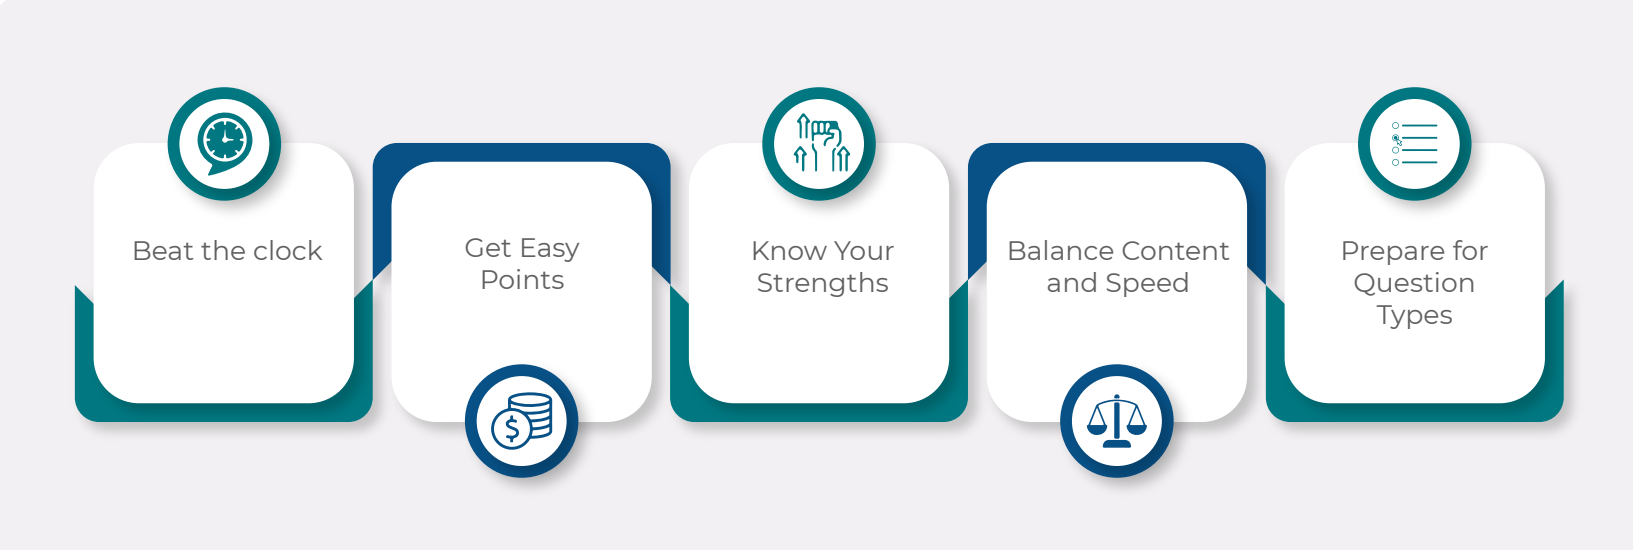 Beat the clock
Get Easy
Points
Know Your
Strengths
Balance Content
and Speed
Prepare for
Question
Types
$